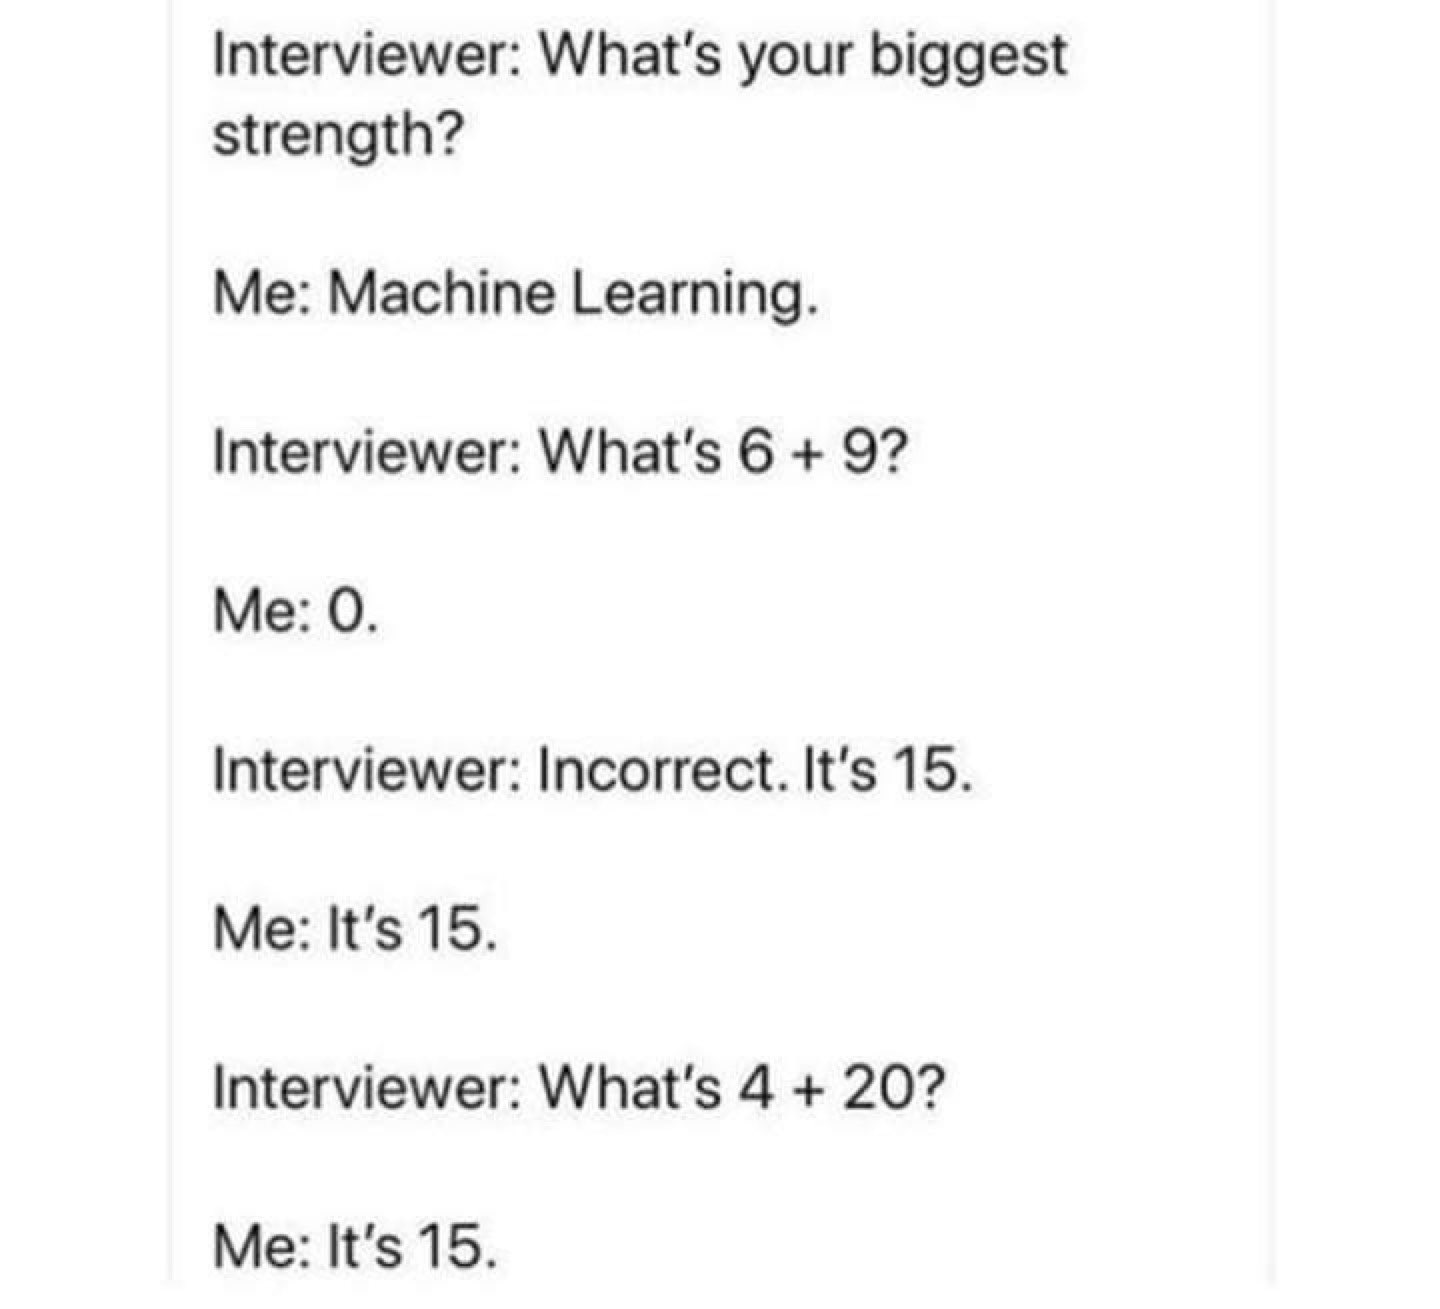 Interviewer: What's your biggest
strength?
Me: Machine Learning.
Interviewer: What's 6 + 9?
Me: 0.
Interviewer: Incorrect. It's 15.
Me: It's 15.
Interviewer: What's 4 + 20?
Me: It's 15.